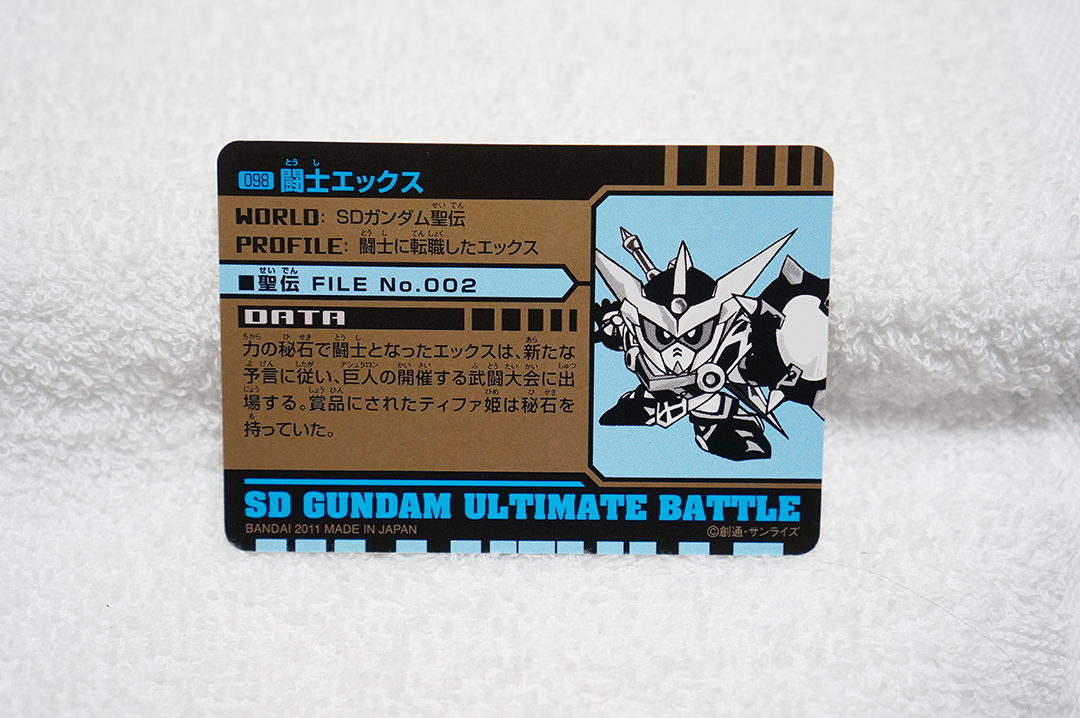 098 闘士エックス
WORLD: SDガンダム聖伝
PROFILE: 闘士に転職したエックス
■聖伝 FILE No.002
DATA
力の秘石で闘士となったエックスは、新たな
予言に従い、巨人の開催する武闘大会に出
場する。賞品にされたティファ姫は秘石を
持っていた。
SD GUNDAM ULTIMATE BATTLE
BANDAI 2011 MADE IN JAPAN
©創通・サンライズ